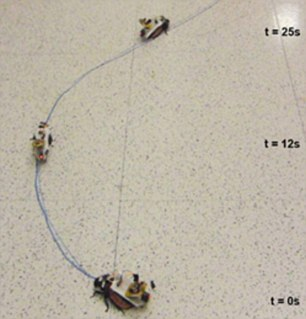 t = 25s
t = 12s
t = 0s